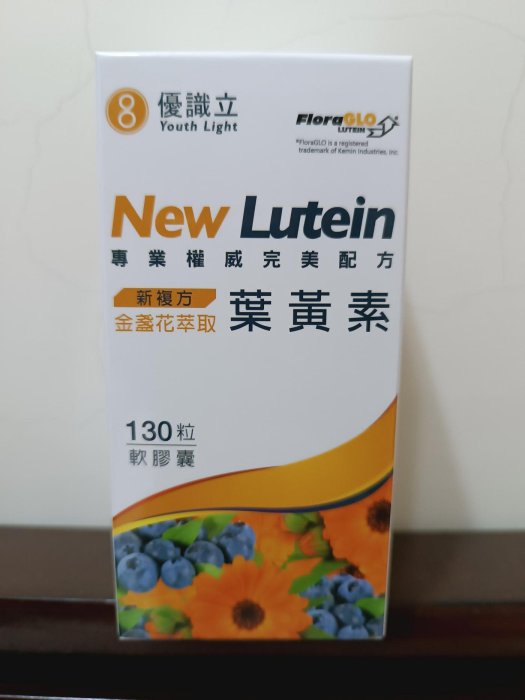 8 優識立
Youth Light
FloraGLO
LUTEIN
*FloraGLO is a registered
trademark of Kemin Industries, Inc.
New Lutein
專業權威完美配方
新複方
金盞花萃取
葉黃素
130粒
軟膠囊